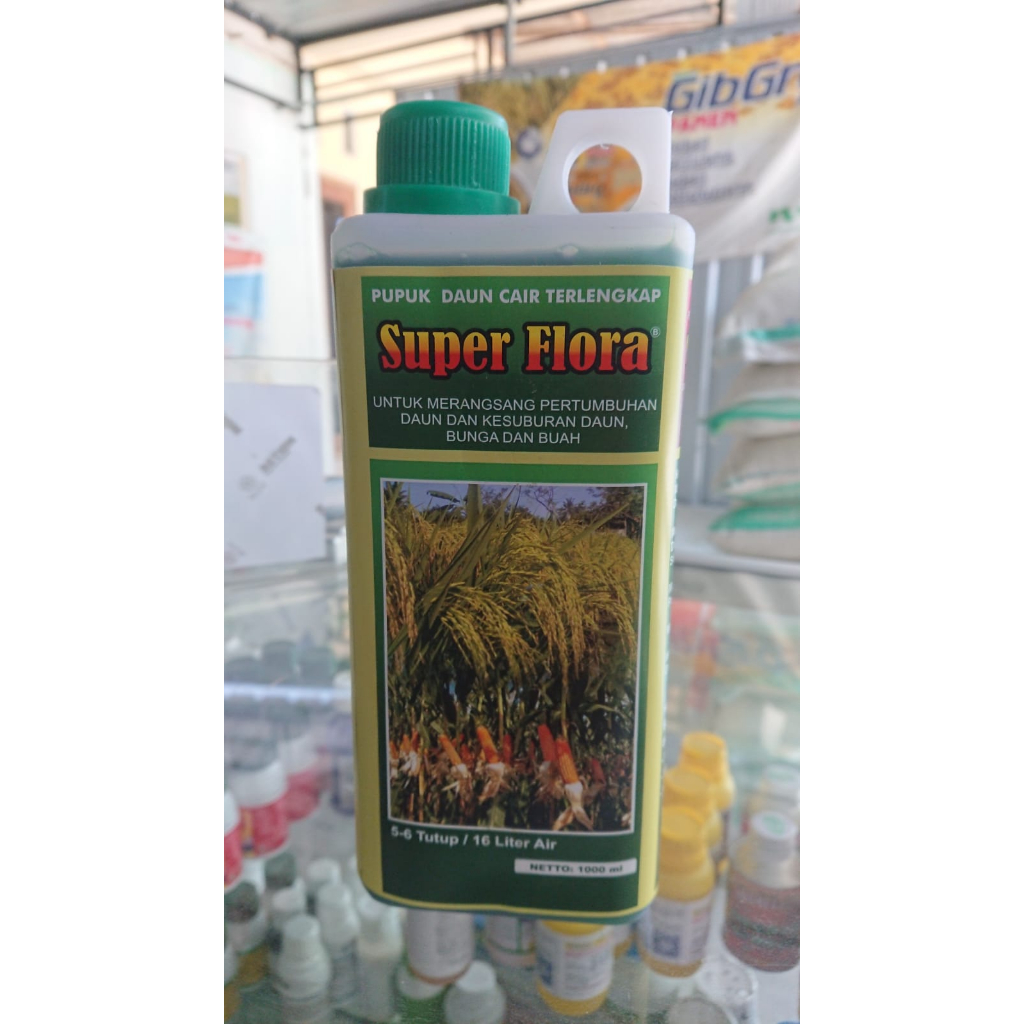 GibGr
PUPUK DAUN CAIR TERLENGKAP
Super Flora®
UNTUK MERANGSANG PERTUMBUHAN
DAUN DAN KESUBURAN DAUN,
BUNGA DAN BUAH
5-6 Tutup / 16 Liter Air
NETTO: 1000 ml